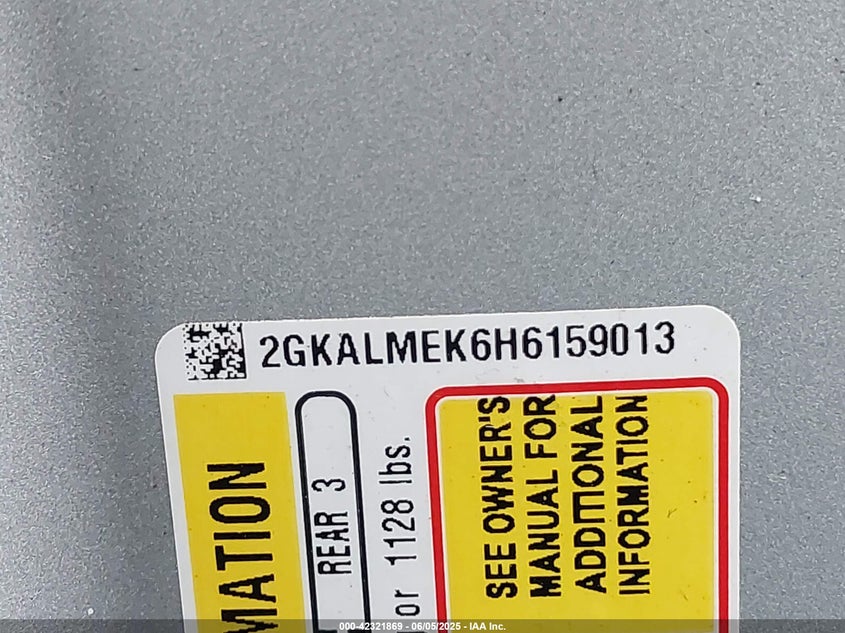 2GKALMEK6H6159013
MATION
REAR 3
or 1128 lbs.
SEE OWNER'S
MANUAL FOR
ADDITIONAL
INFORMATION
000-42321869 - 06/05/2025 - IAA Inc.